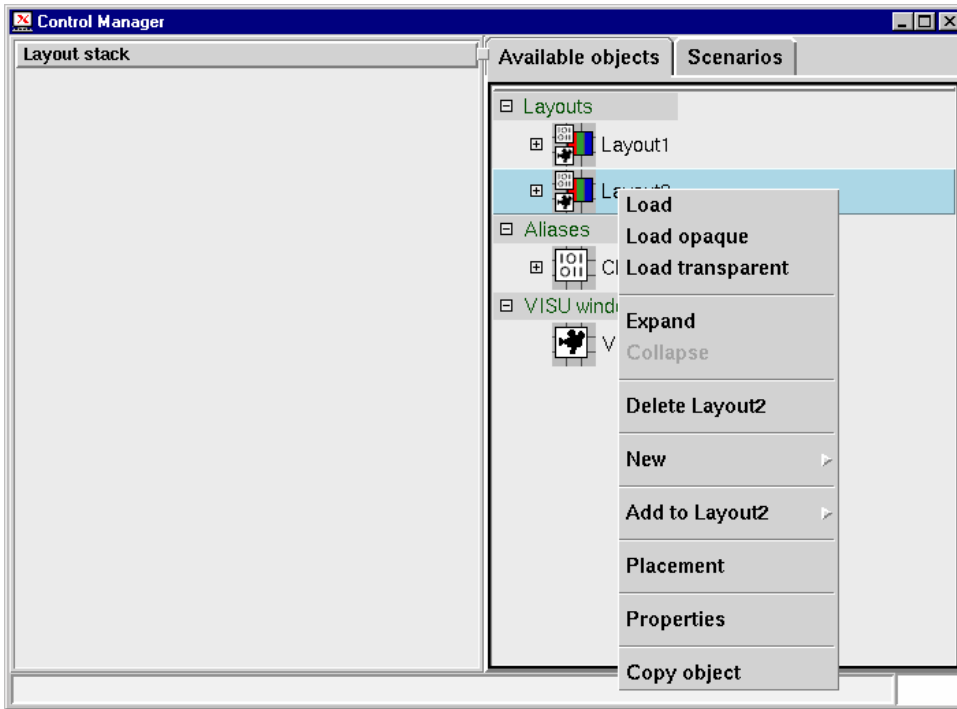 Control Manager
Layout stack
Available objects
Scenarios
Layouts
Layout1
Load
Load opaque
Aliases
Load transparent
VISU
Expand
Collapse
Delete Layout2
New
Add to Layout2
Placement
Properties
Copy object